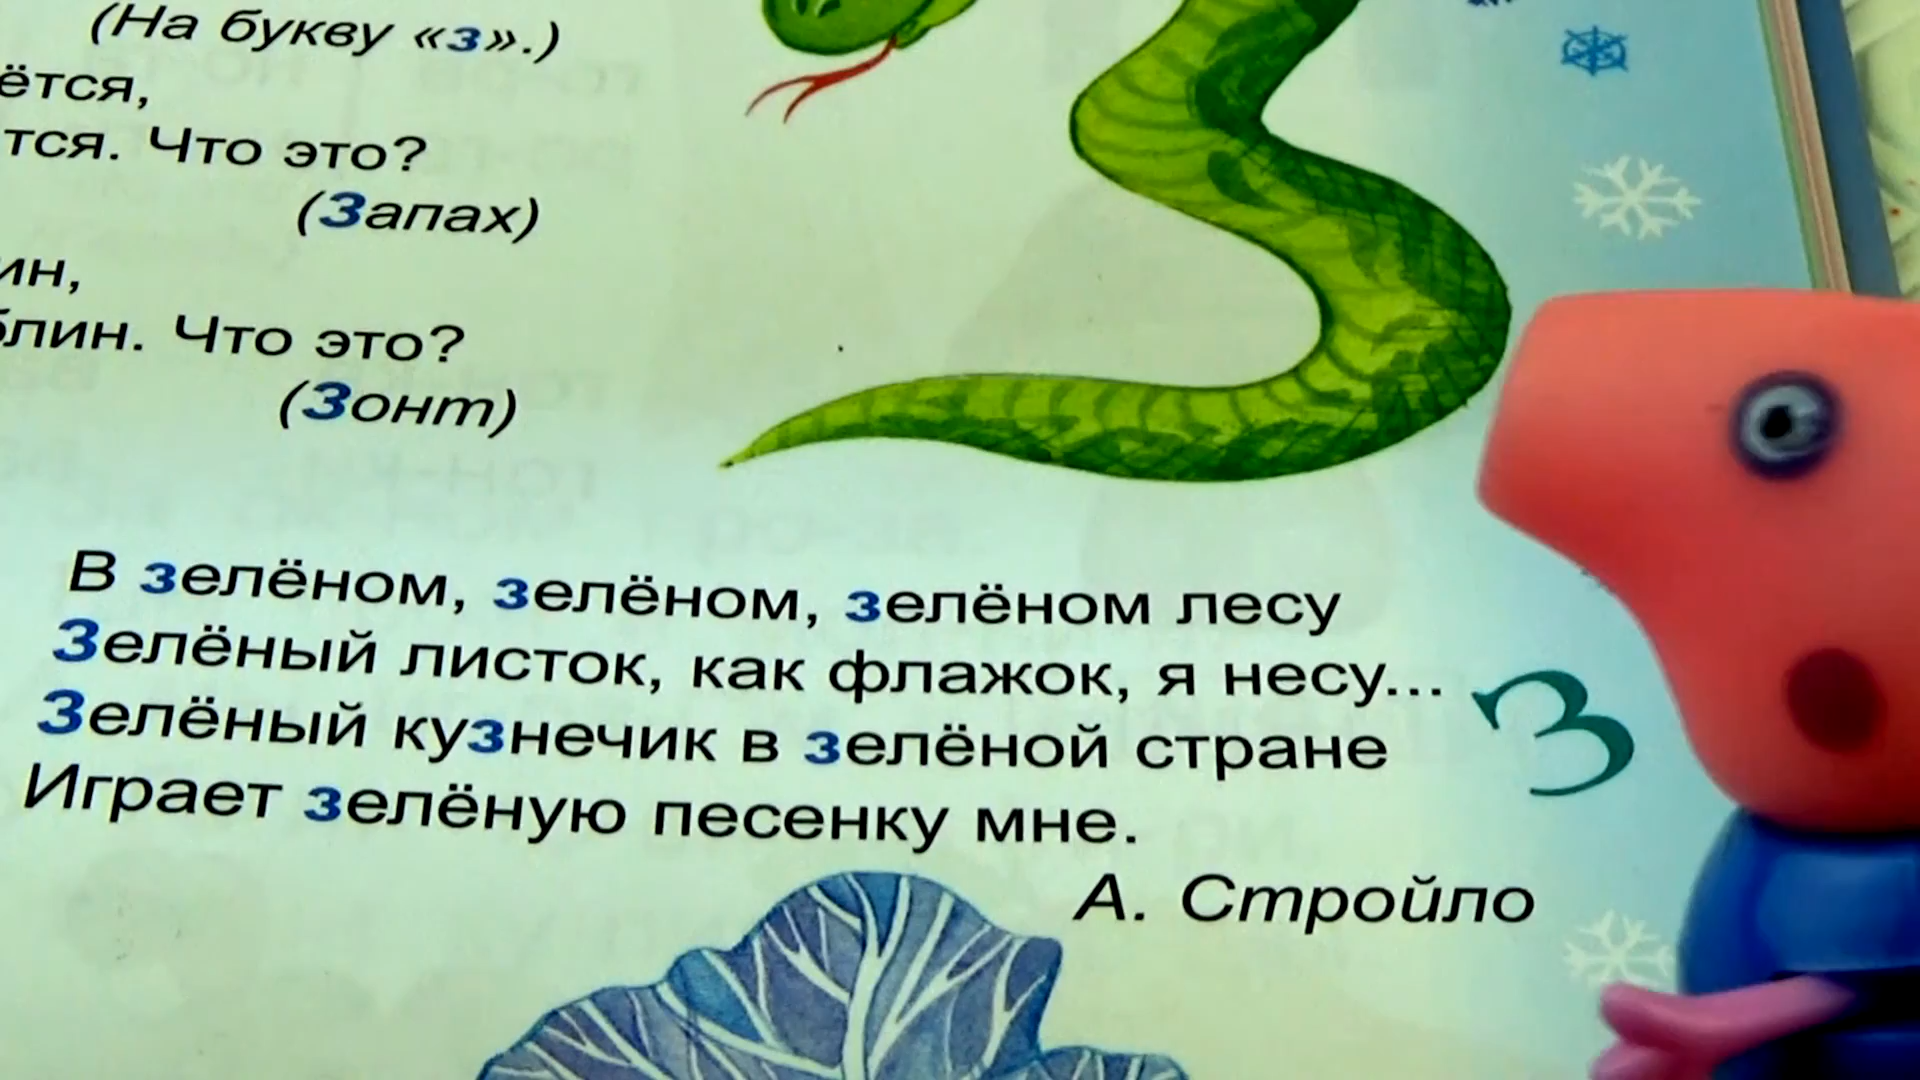 (На букву «з».)
ётся,
тся. Что это?
(Запах)
ин,
блин. Что это?
(Зонт)
В зелёном, зелёном, зелёном лесу
Зелёный листок, как флажок, я несу...
Зелёный кузнечик в зелёной стране
Играет зелёную песенку мне.
З
А. Стройло